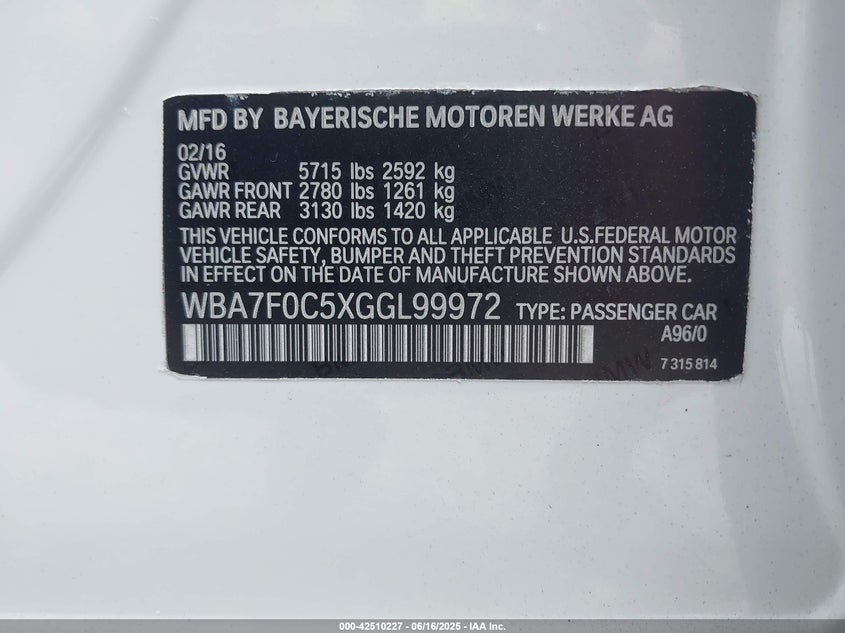 MFD BY BAYERISCHE MOTOREN WERKE AG
02/16
GVWR 5715 lbs 2592 kg
GAWR FRONT 2780 lbs 1261 kg
GAWR REAR 3130 lbs 1420 kg
THIS VEHICLE CONFORMS TO ALL APPLICABLE U.S.FEDERAL MOTOR
VEHICLE SAFETY, BUMPER AND THEFT PREVENTION STANDARDS
IN EFFECT ON THE DATE OF MANUFACTURE SHOWN ABOVE.
WBA7F0C5XGGL99972 TYPE: PASSENGER CAR
A96/0
7 315 814
000-42510227 - 06/16/2025 - IAA Inc.